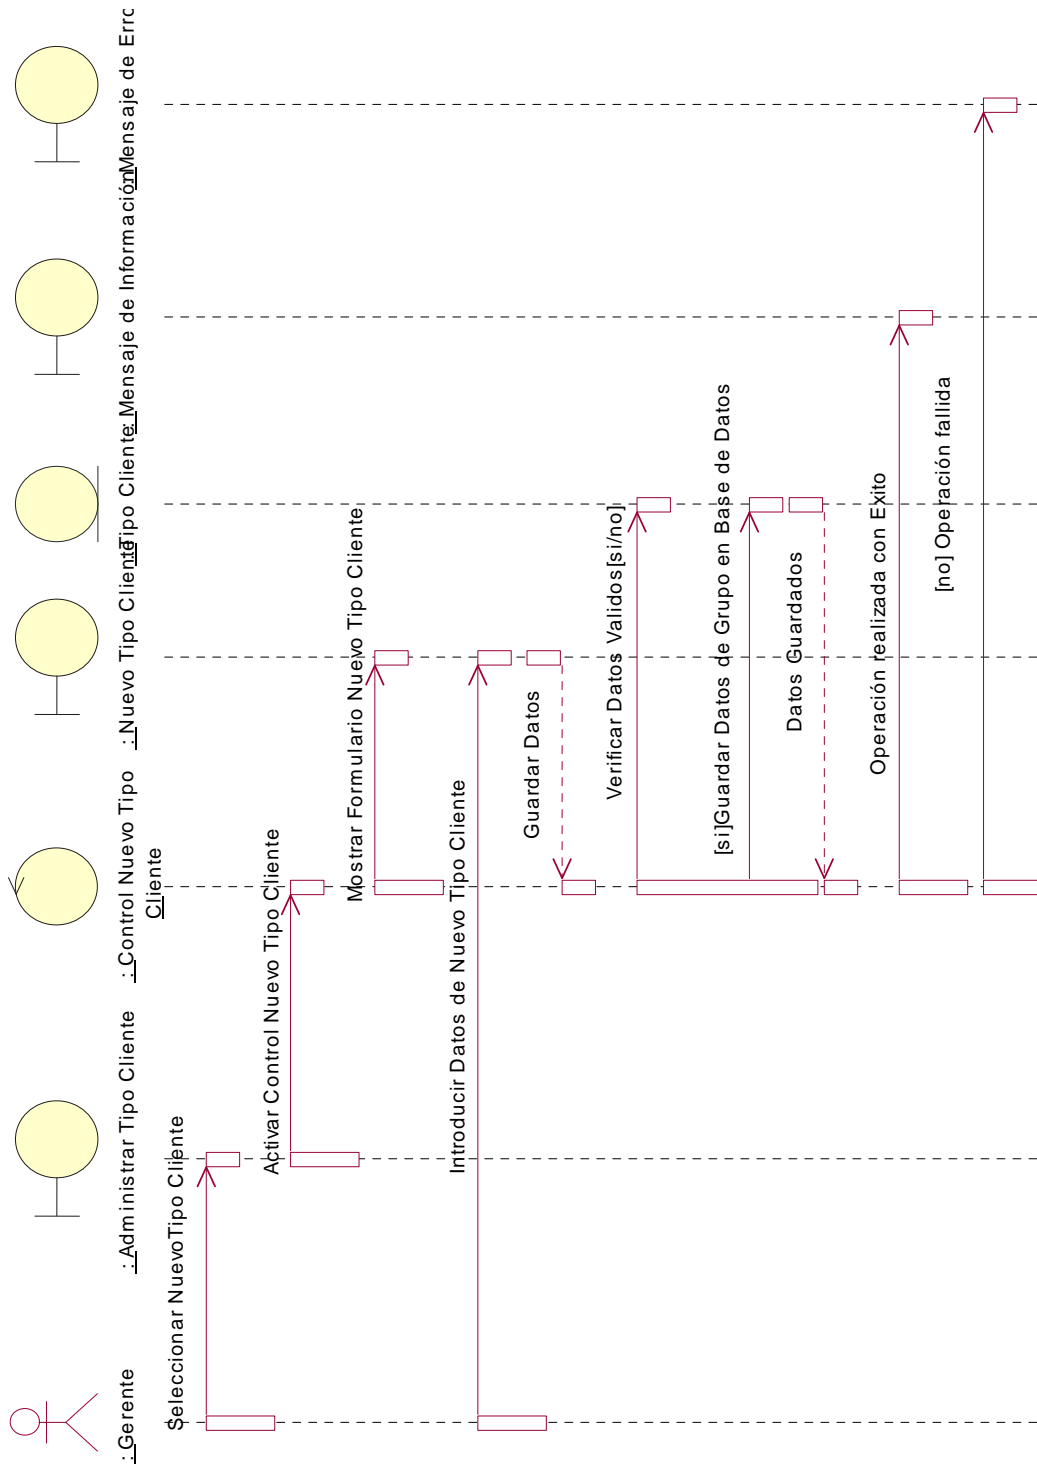 : Gerente
: Administrar Tipo Cliente
: Control Nuevo Tipo
Cliente
: Nuevo Tipo Cliente
: Tipo Cliente
: Mensaje de Información
: Mensaje de Erro
Seleccionar NuevoTipo Cliente
Activar Control Nuevo Tipo Cliente
Mostrar Formulario Nuevo Tipo Cliente
Introducir Datos de Nuevo Tipo Cliente
Guardar Datos
Verificar Datos Validos[si/no]
[si]Guardar Datos de Grupo en Base de Datos
Datos Guardados
Operación realizada con Exito
[no] Operación fallida